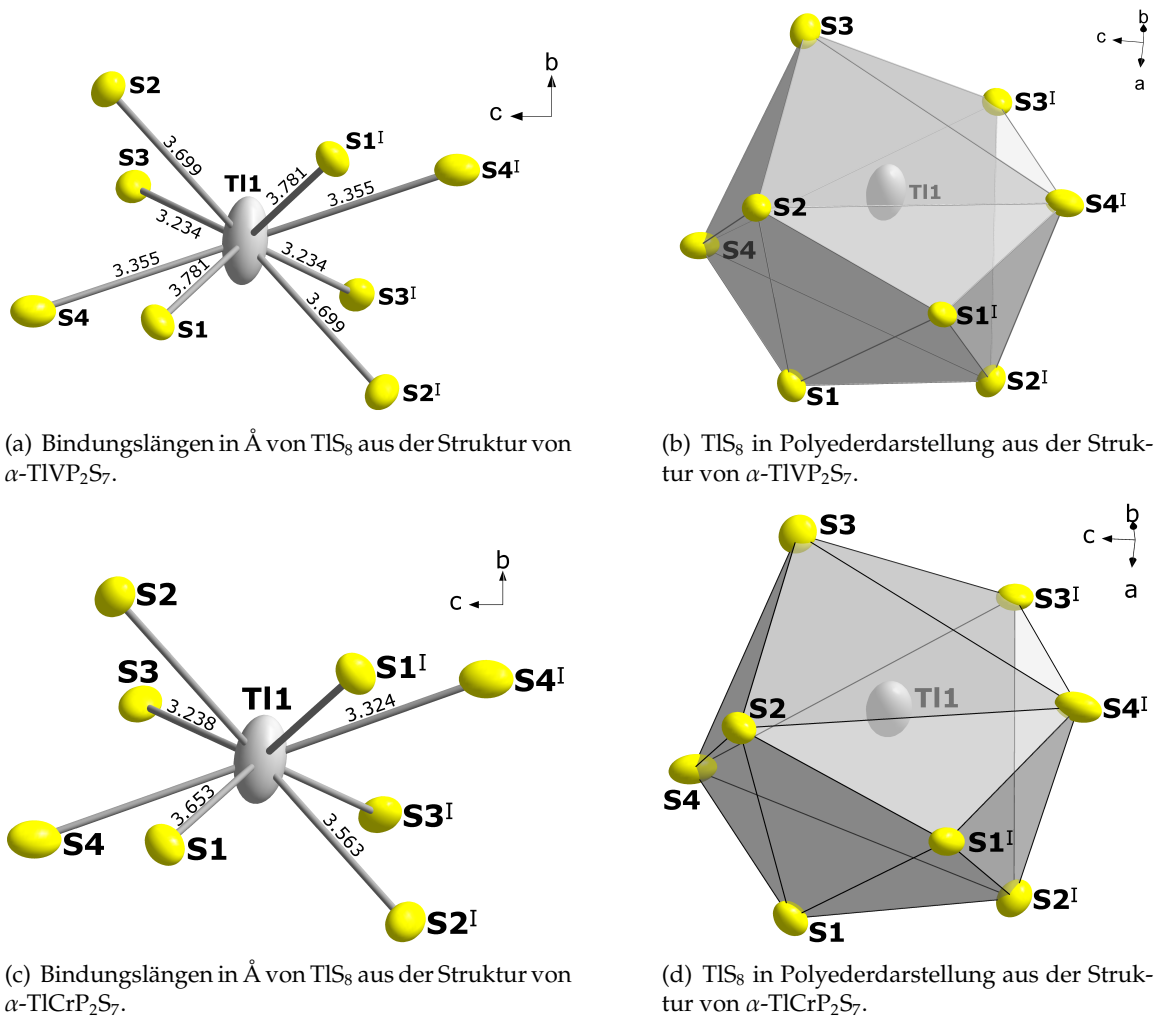 b
c
S2
S1I
S3
Tl1
S4I
3.699
3.781
3.355
3.234
3.355
3.781
3.234
3.699
S4
S1
S3I
S2I
(a) Bindungslängen in Å von TlS8 aus der Struktur von
α-TlVP2S7.
S3
b
c
a
S3I
Tl1
S2
S4I
S4
S1I
S1
S2I
(b) TlS8 in Polyederdarstellung aus der Struk-
tur von α-TlVP2S7.
b
c
S2
S3
S1I
S4I
Tl1
3.238
3.324
3.653
3.563
S4
S1
S3I
S2I
(c) Bindungslängen in Å von TlS8 aus der Struktur von
α-TlCrP2S7.
S3
b
c
a
S3I
Tl1
S2
S4I
S4
S1I
S1
S2I
(d) TlS8 in Polyederdarstellung aus der Struk-
tur von α-TlCrP2S7.